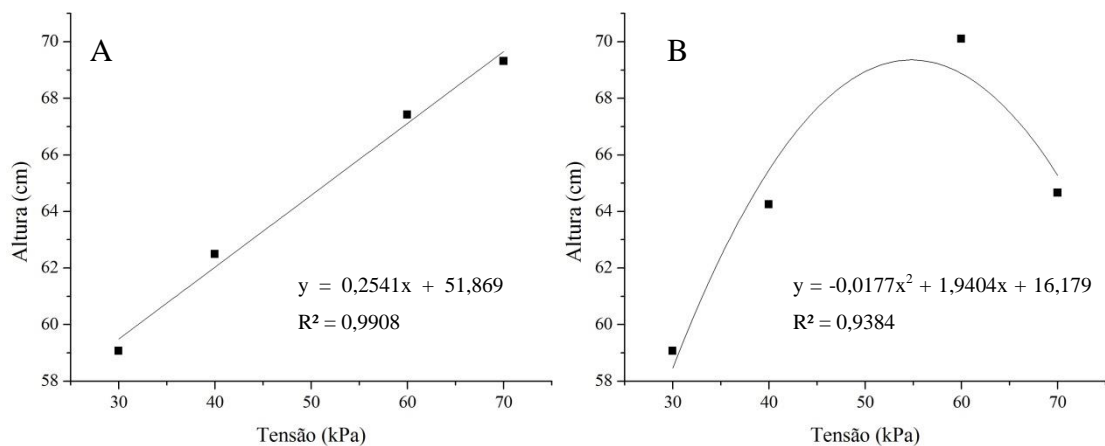 A
Altura (cm)
70
68
66
64
62
60
58
y = 0,2541x + 51,869
R² = 0,9908
30 40 50 60 70
Tensão (kPa)
B
Altura (cm)
70
68
66
64
62
60
58
y = -0,0177x² + 1,9404x + 16,179
R² = 0,9384
30 40 50 60 70
Tensão (kPa)